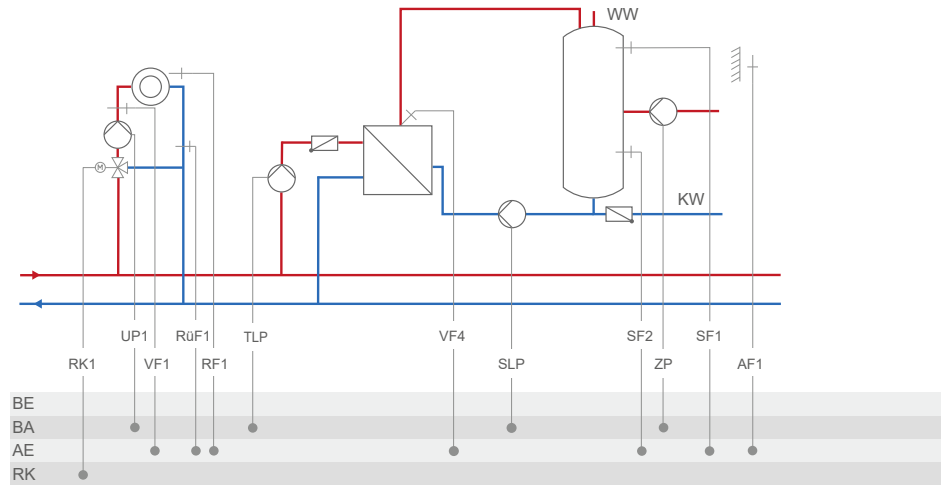 WW
M
KW
UP1 RüF1 TLP VF4 SF2 SF1
RK1 VF1 RF1 SLP ZP AF1
BE
BA
AE
RK